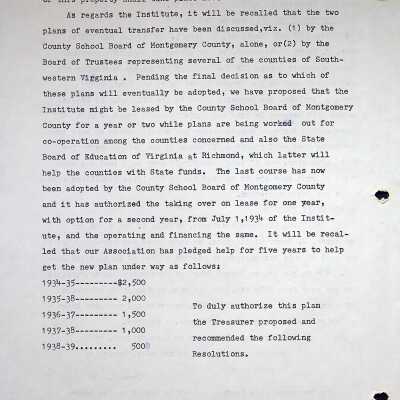 As regards the Institute, it will be recalled that the two
plans of eventual transfer have been discussed,viz. (1) by the
County School Board of Montgomery County, alone, or(2) by the
Board of Trustees representing several of the counties of South-
western Virginia . Pending the final decision as to which of
these plans will eventually be adopted, we have proposed that the
Institute might be leased by the County School Board of Montgomery
County for a year or two while plans are being worked out for
co-operation among the counties concerned and also the State
Board of Education of Virginia at Richmond, which latter will
help the counties with State funds. The last course has now
been adopted by the County School Board of Montgomery County
and it has authorized the taking over on lease for one year,
with option for a second year, from July 1,1934 of the Instit-
ute, and the operating and financing the same. It will be recal-
led that our Association has pledged help for five years to help
get the new plan under way as follows:
1934-35---------$2,500
1935-38--------- 2,000
1936-37--------- 1,500
1937-38--------- 1,000
1938-39......... 500
To duly authorize this plan
the Treasurer proposed and
recommended the following
Resolutions.